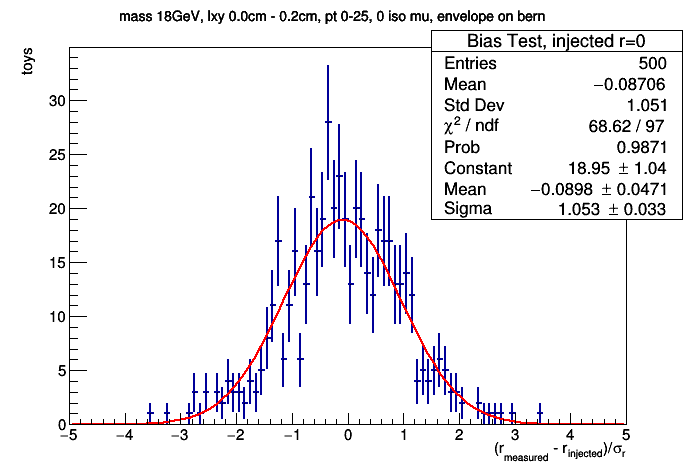 mass 18GeV, lxy 0.0cm - 0.2cm, pt 0-25, 0 iso mu, envelope on bern
Bias Test, injected r=0
Entries 500
Mean −0.08706
Std Dev 1.051
χ² / ndf 68.62 / 97
Prob 0.9871
Constant 18.95 ± 1.04
Mean −0.0898 ± 0.0471
Sigma 1.053 ± 0.033
toys
30
25
20
15
10
5
0
−5 −4 −3 −2 −1 0 1 2 3 4 5
(r_measured - r_injected)/σ_r